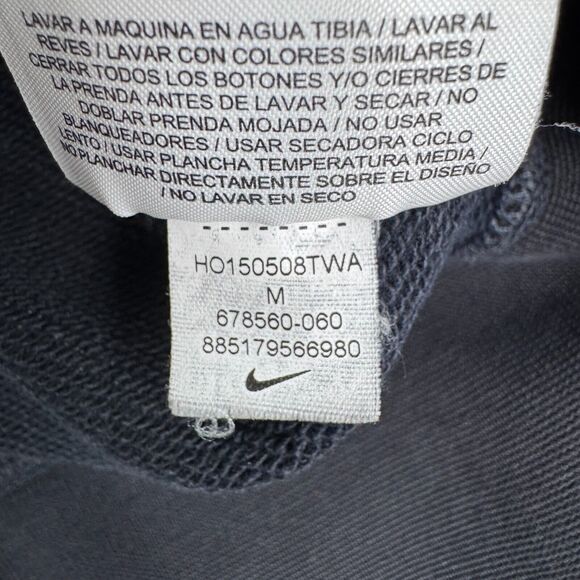 LAVAR A MAQUINA EN AGUA TIBIA / LAVAR AL
REVES / LAVAR CON COLORES SIMILARES /
CERRAR TODOS LOS BOTONES Y/O CIERRES DE
LA PRENDA ANTES DE LAVAR Y SECAR / NO
DOBLAR PRENDA MOJADA / NO USAR
BLANQUEADORES / USAR SECADORA CICLO
LENTO / USAR PLANCHA TEMPERATURA MEDIA /
NO PLANCHAR DIRECTAMENTE SOBRE EL DISEÑO
/ NO LAVAR EN SECO
HO150508TWA
M
678560-060
885179566980